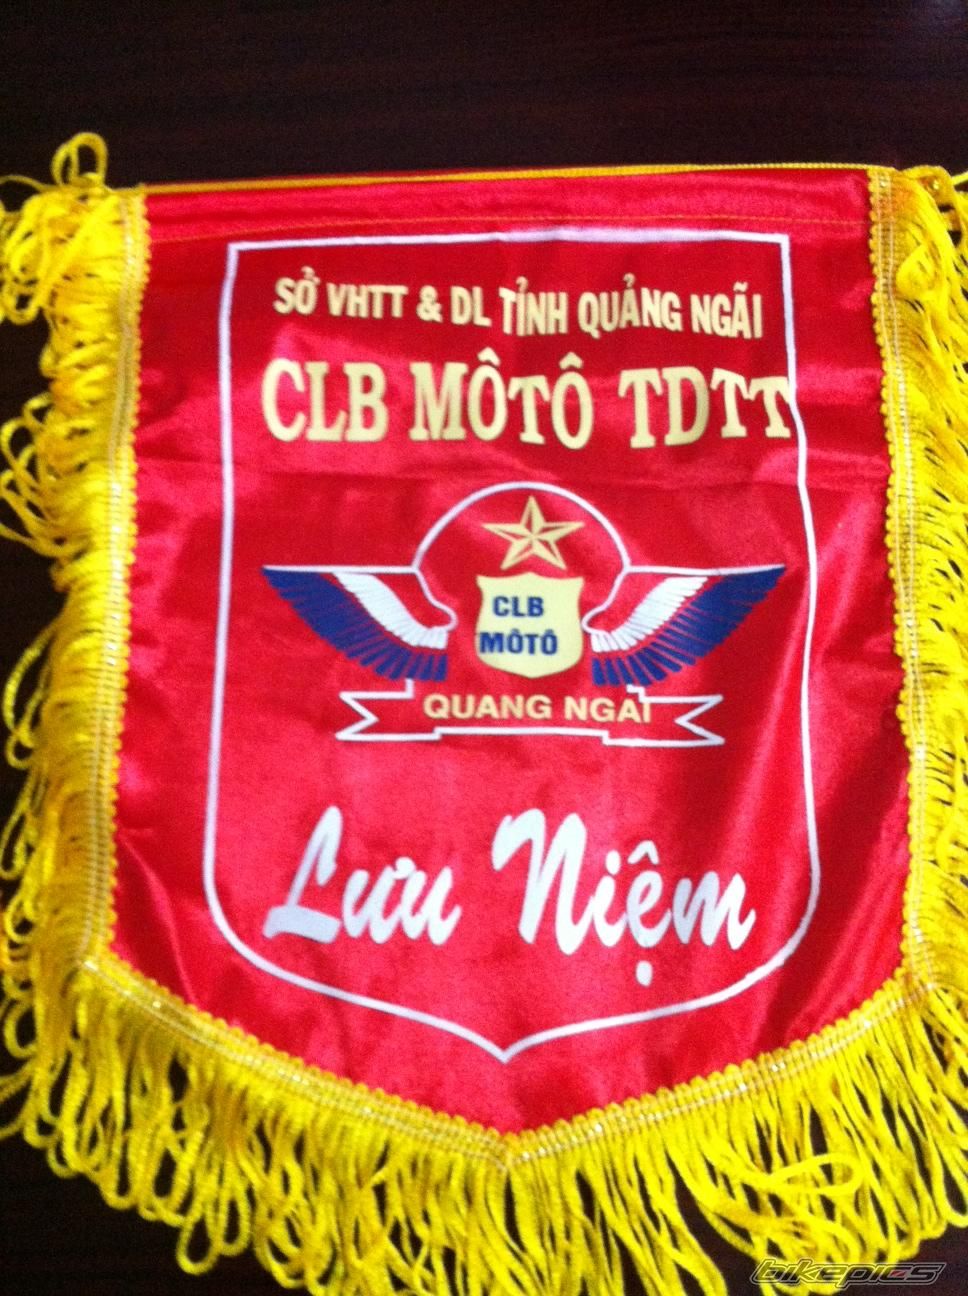 SỞ VHTT & DL TỈNH QUẢNG NGÃI
CLB MÔTÔ TDTT
CLB
MÔTÔ
QUANG NGAI
Lưu Niệm
bikepics